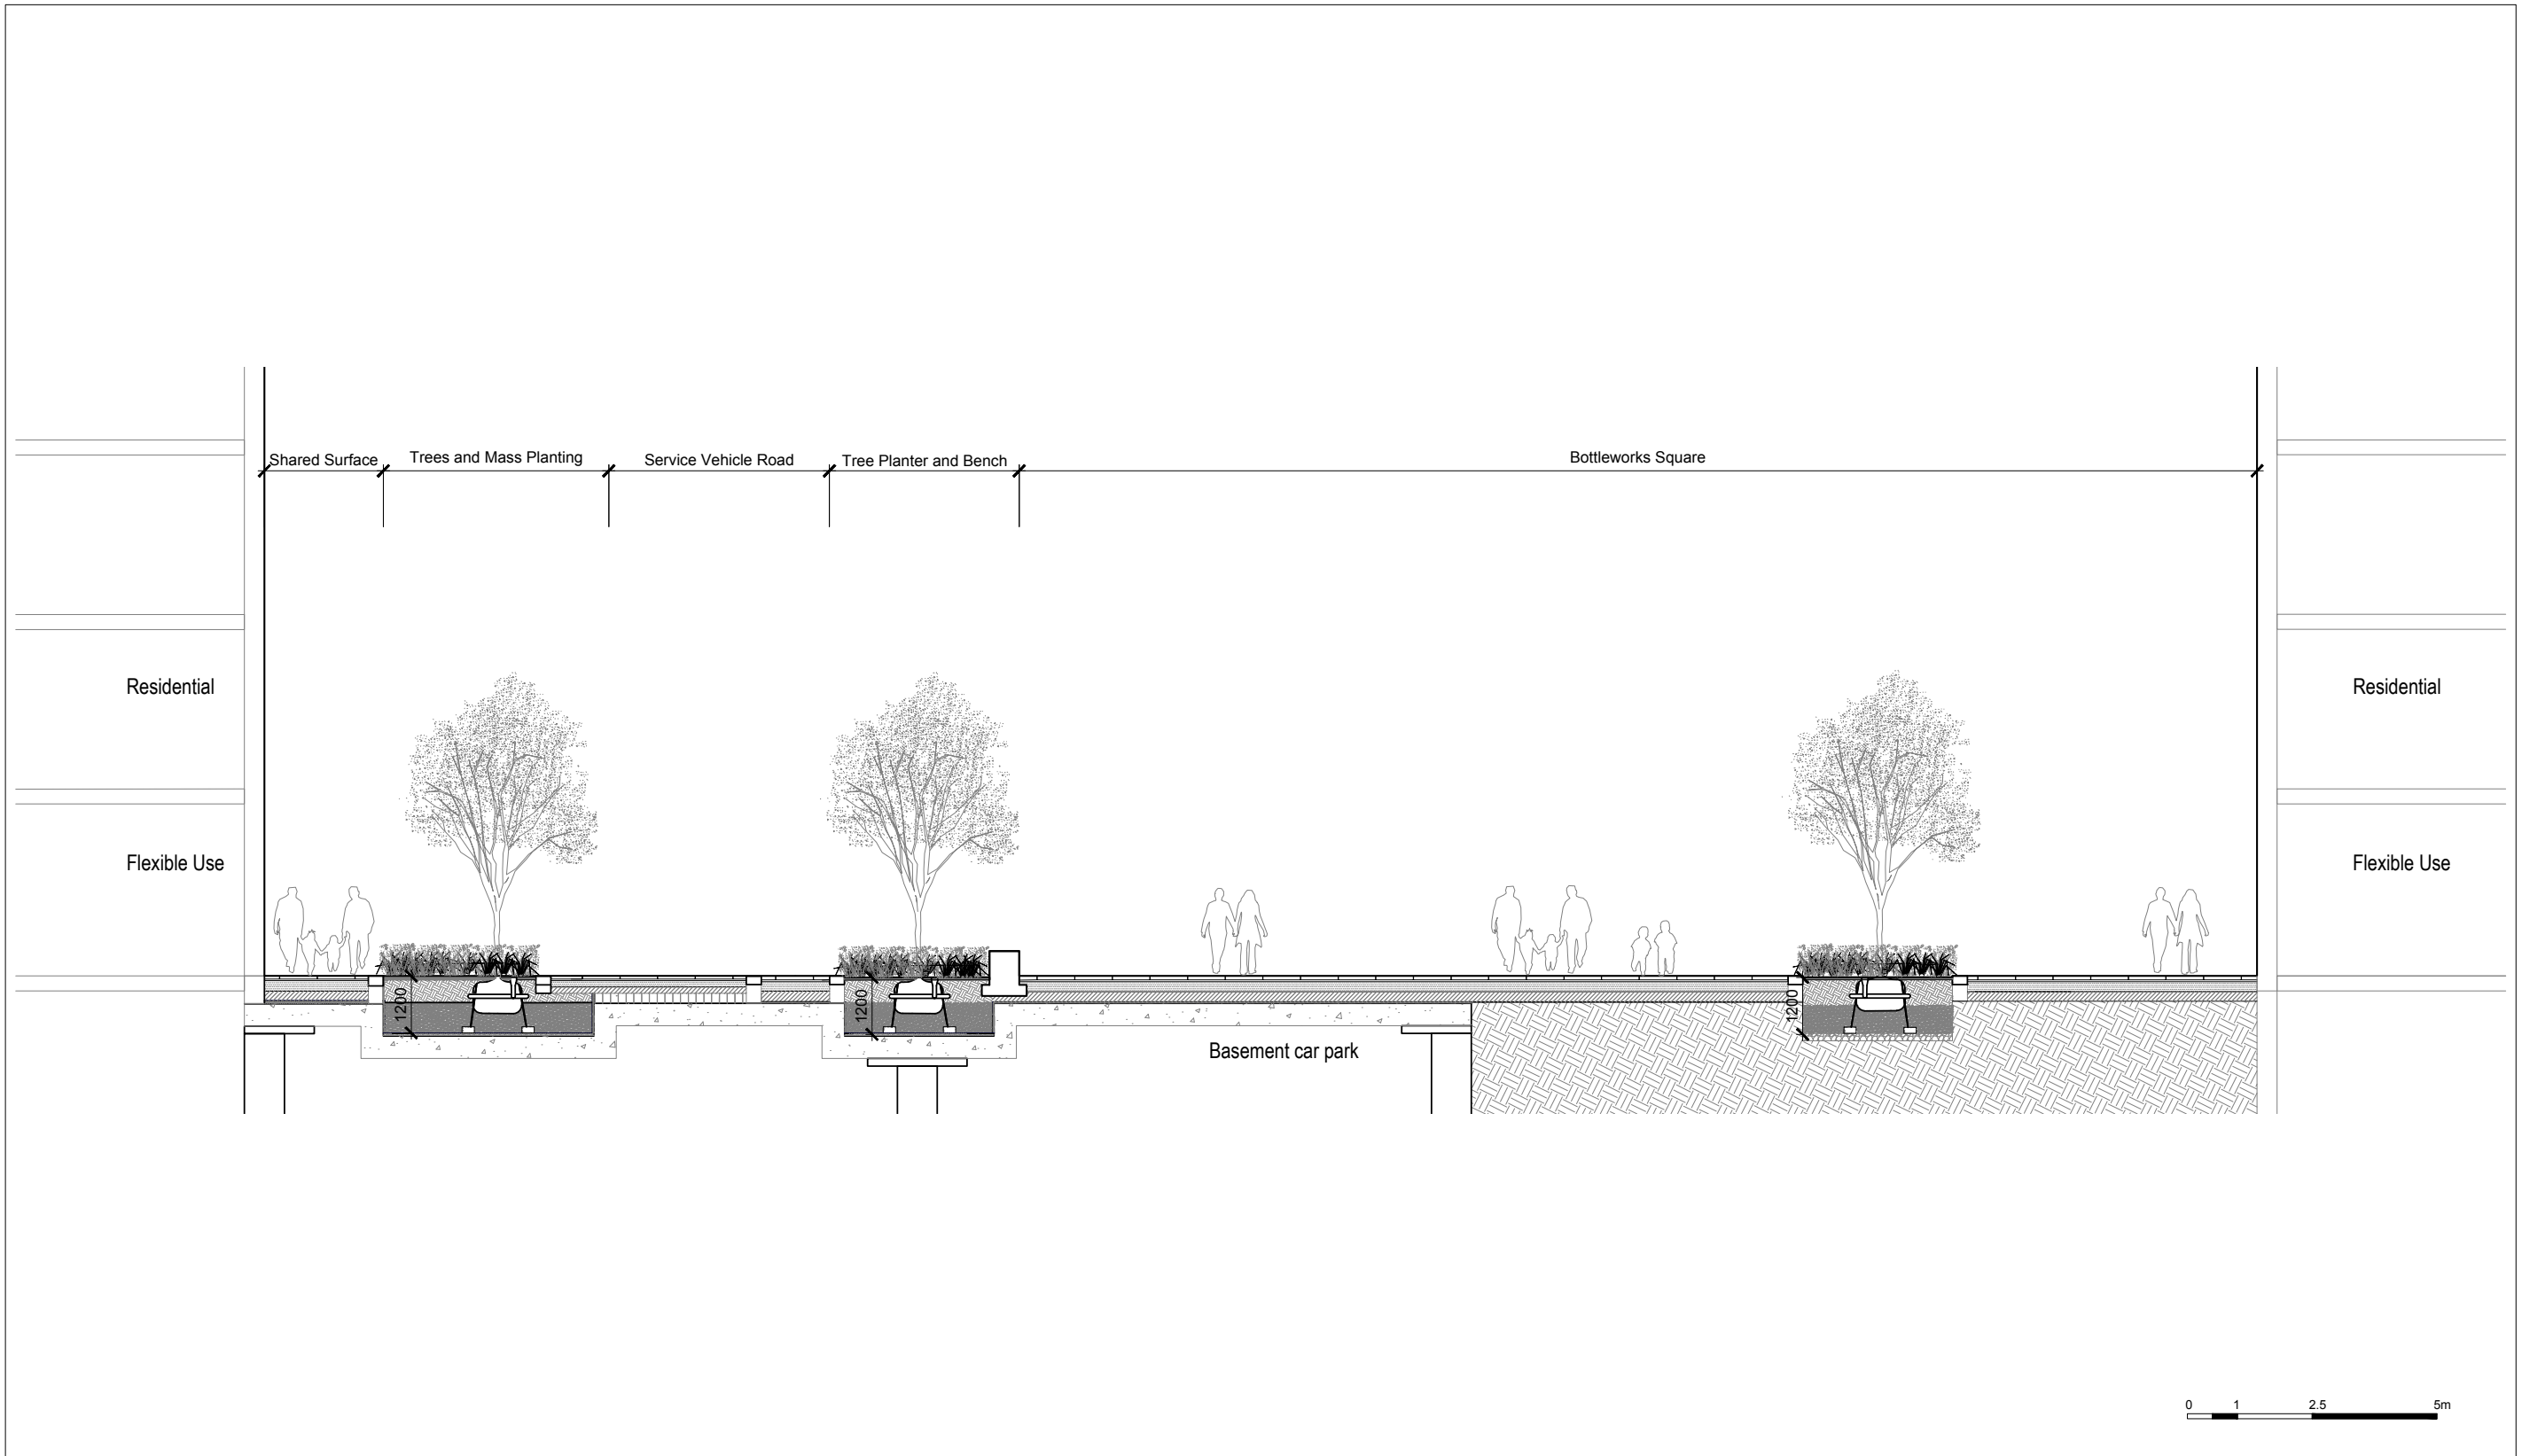 Shared Surface
Trees and Mass Planting
Service Vehicle Road
Tree Planter and Bench
Bottleworks Square
Residential
Residential
Flexible Use
Flexible Use
1200
1200
1200
Basement car park
0 1 2.5 5m